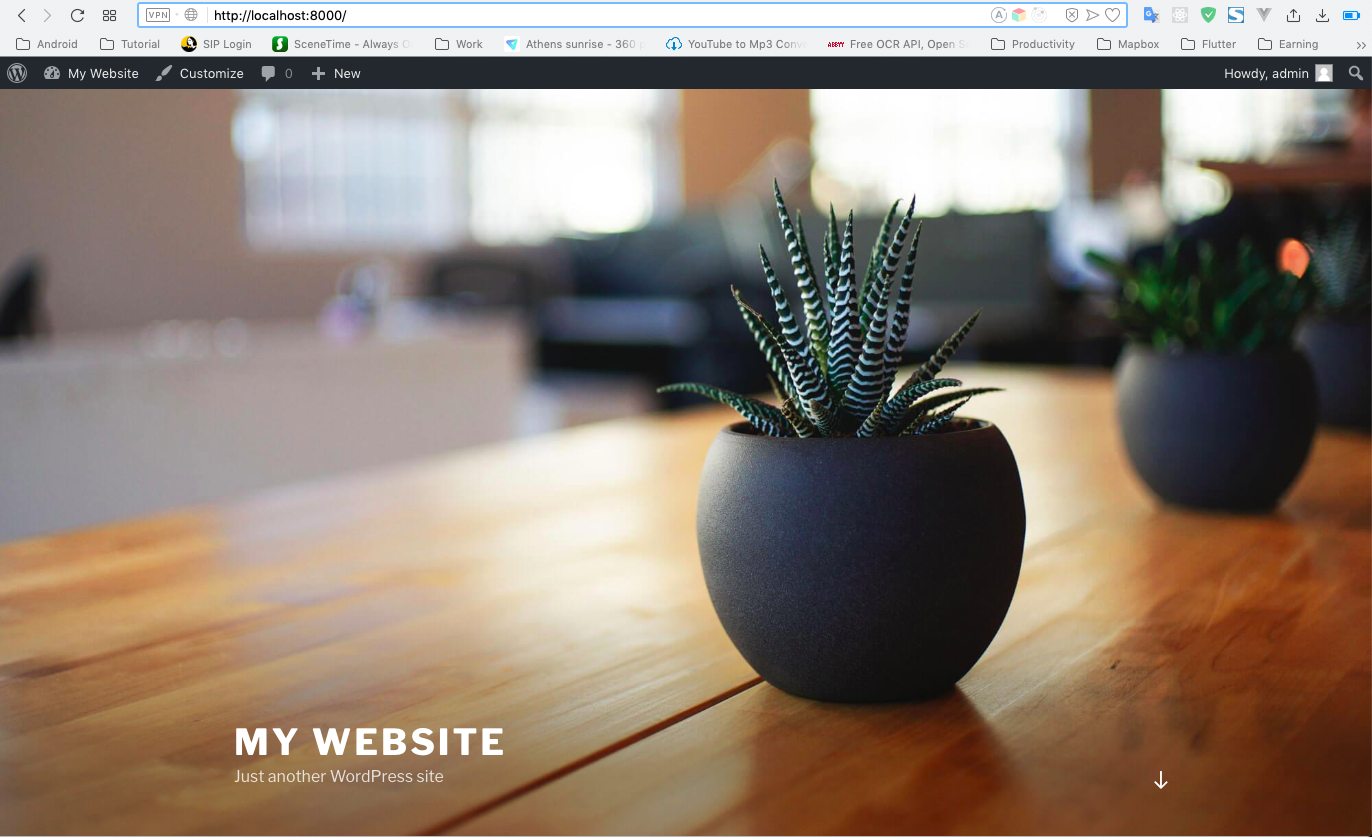 VPN http://localhost:8000/
Android Tutorial SIP Login SceneTime - Always Work Athens sunrise - 360 YouTube to Mp3 Conv ABBYY Free OCR API, Open Productivity Mapbox Flutter Earning
My Website Customize 0 New Howdy, admin
MY WEBSITE
Just another WordPress site